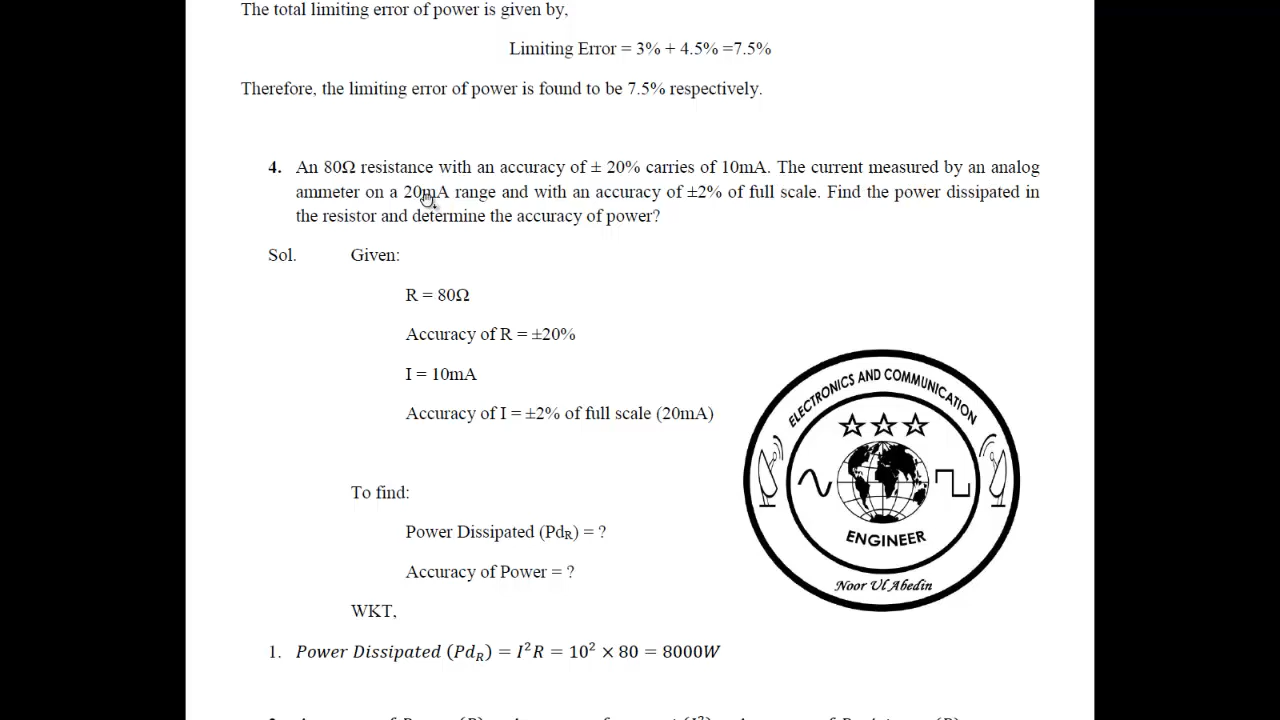 The total limiting error of power is given by,
Limiting Error = 3% + 4.5% =7.5%
Therefore, the limiting error of power is found to be 7.5% respectively.
4. An 80Ω resistance with an accuracy of ± 20% carries of 10mA. The current measured by an analog
ammeter on a 20mA range and with an accuracy of ±2% of full scale. Find the power dissipated in
the resistor and determine the accuracy of power?
Sol. Given:
R = 80Ω
Accuracy of R = ±20%
I = 10mA
Accuracy of I = ±2% of full scale (20mA)
To find:
Power Dissipated (Pd_R) = ?
Accuracy of Power = ?
WKT,
1. Power Dissipated (Pd_R) = I²R = 10² × 80 = 8000W
ELECTRONICS AND COMMUNICATION
ENGINEER
Noor Ul Abedin